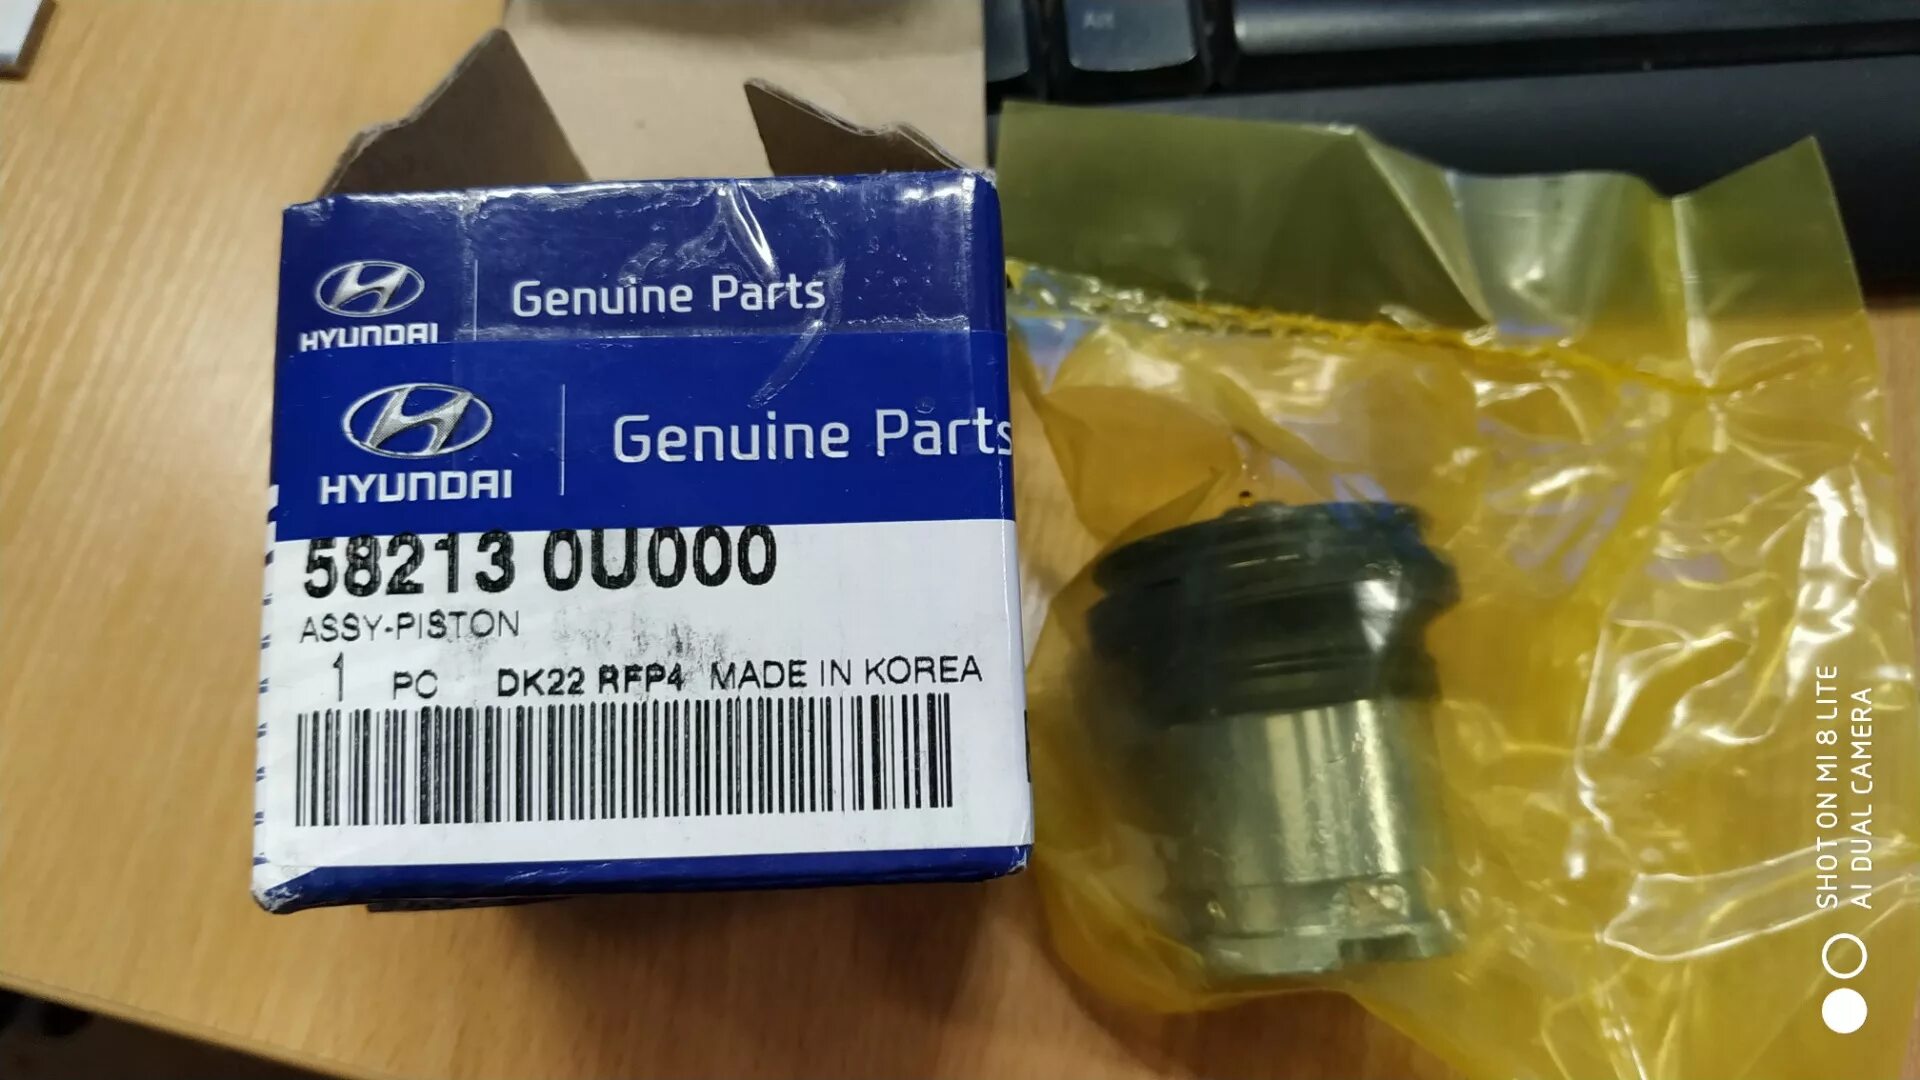 Alt
HYUNDAI Genuine Parts
HYUNDAI Genuine Parts
58213 0U000
ASSY-PISTON
1 PC DK22 RFP4 MADE IN KOREA
SHOT ON MI 8 LITE
AI DUAL CAMERA